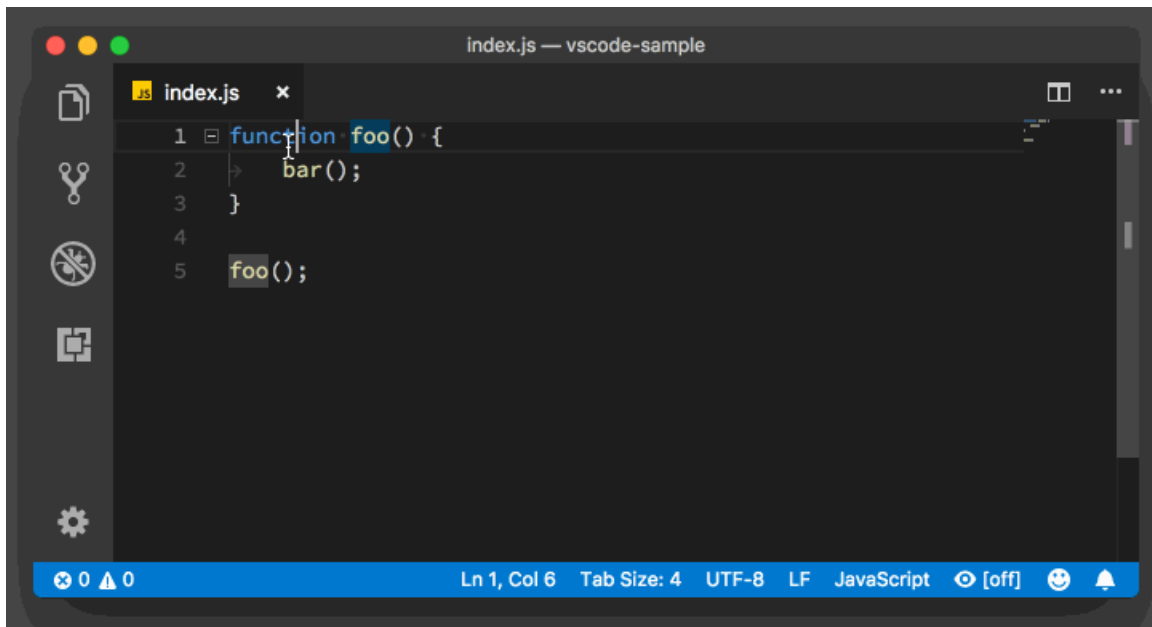 index.js — vscode-sample
JS index.js ×
1 function foo() {
2 bar();
3 }
4
5 foo();
0 0 Ln 1, Col 6 Tab Size: 4 UTF-8 LF JavaScript [off]